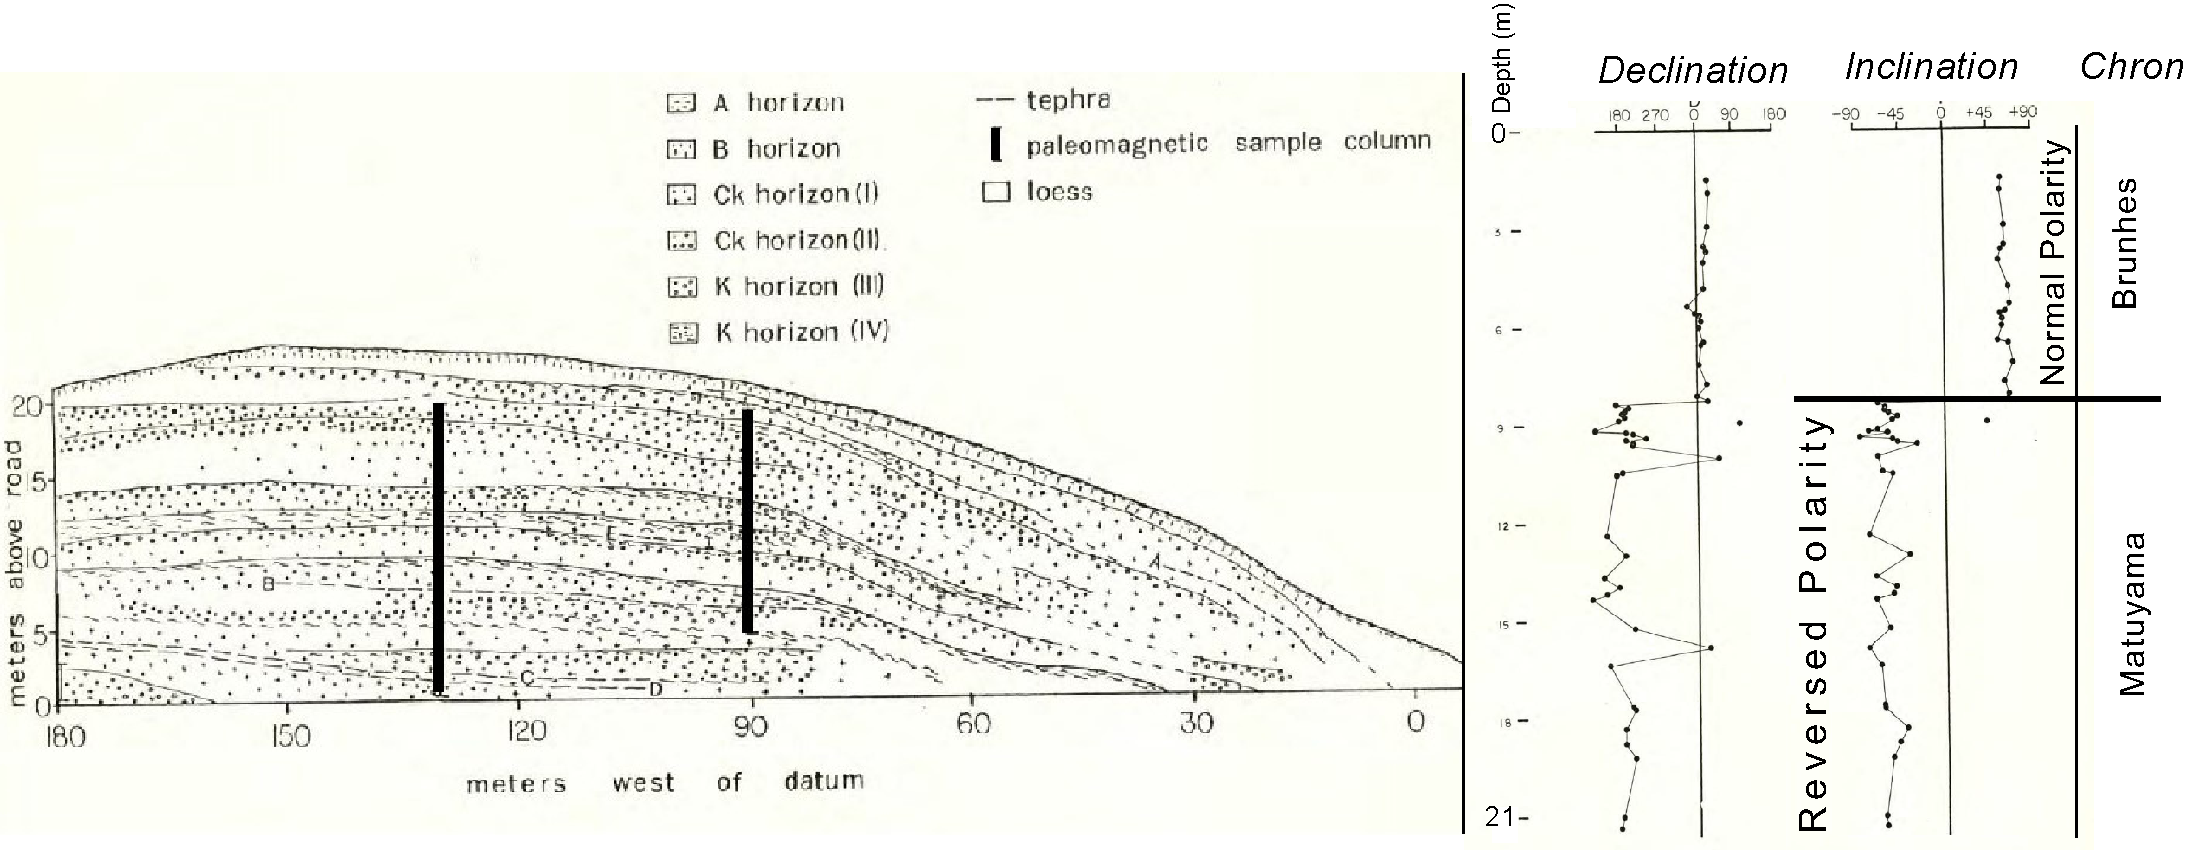 A horizon
B horizon
Ck horizon (I)
Ck horizon (II).
K horizon (III)
K horizon (IV)
tephra
paleomagnetic sample column
loess
meters above road
20
5
10
5
0
A
B
C
D
E
180 150 120 90 60 30 0
meters west of datum
Depth (m)
Declination Inclination Chron
180 270 0 90 180
-90 -45 0 +45 +90
0
3
6
9
12
15
18
21
Normal Polarity
Brunhes
Reversed Polarity
Matuyama